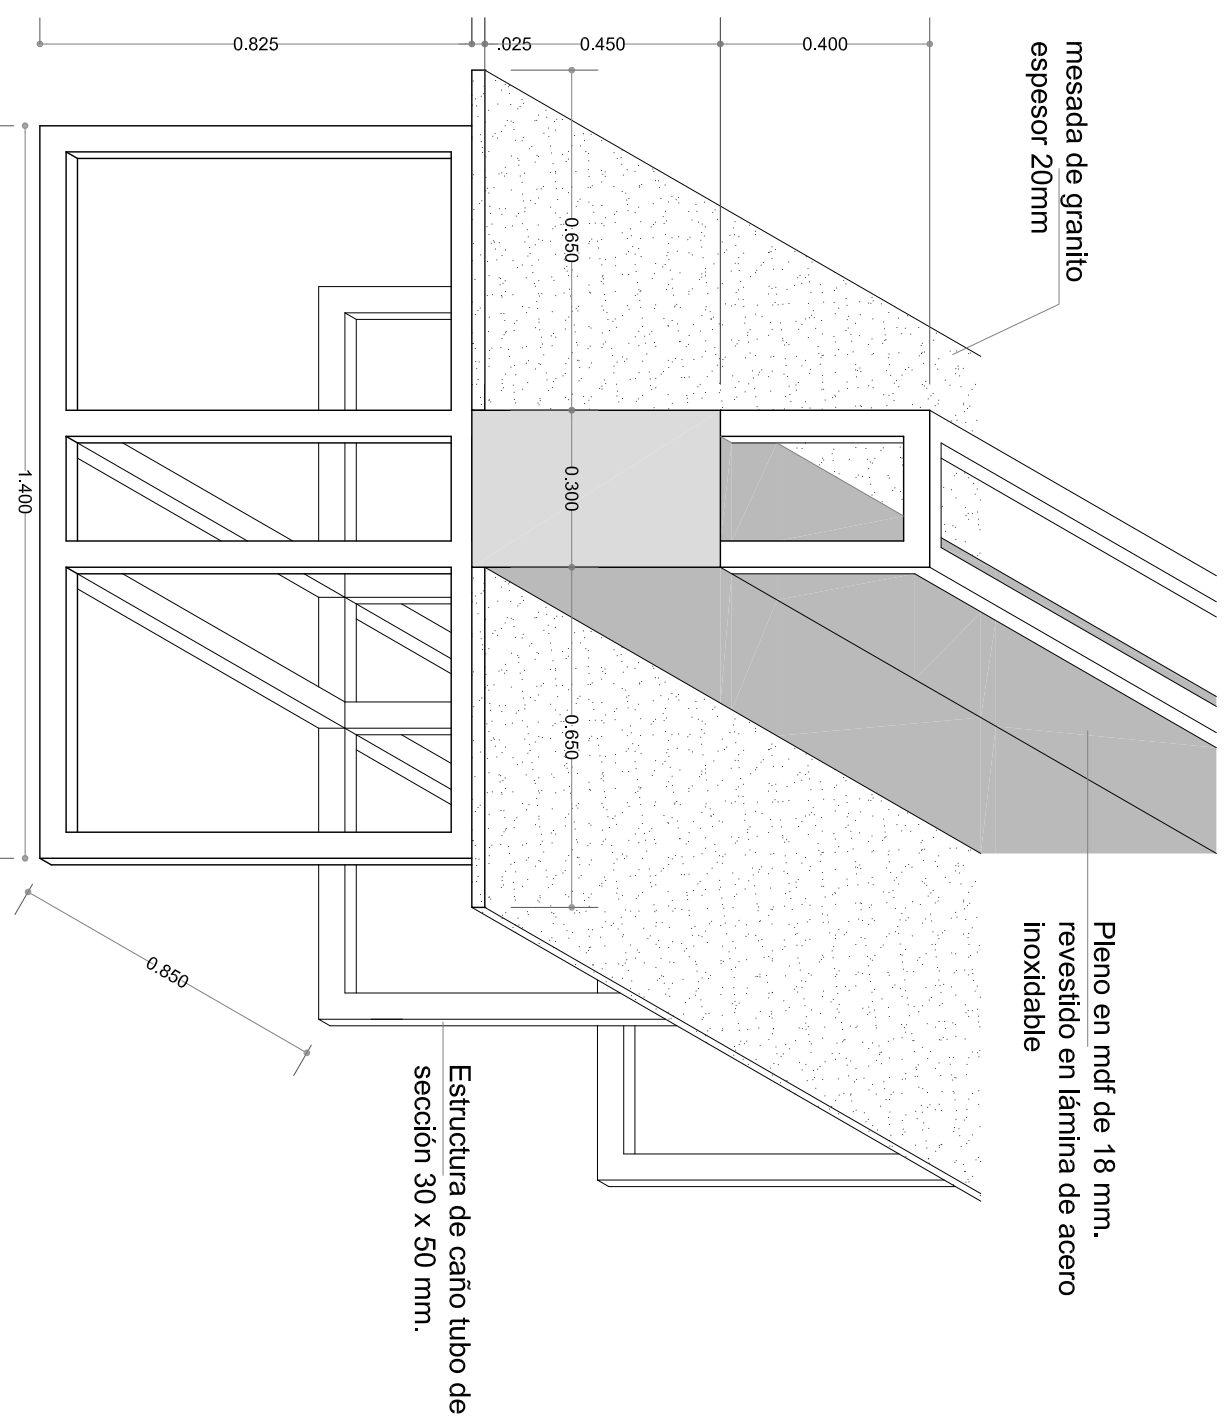 mesada de granito
espesor 20mm
0.400
0.450
.025
0.825
0.650
0.300
0.650
1.400
0.850
Pleno en mdf de 18 mm.
revestido en lámina de acero
inoxidable
Estructura de caño tubo de
sección 30 x 50 mm.